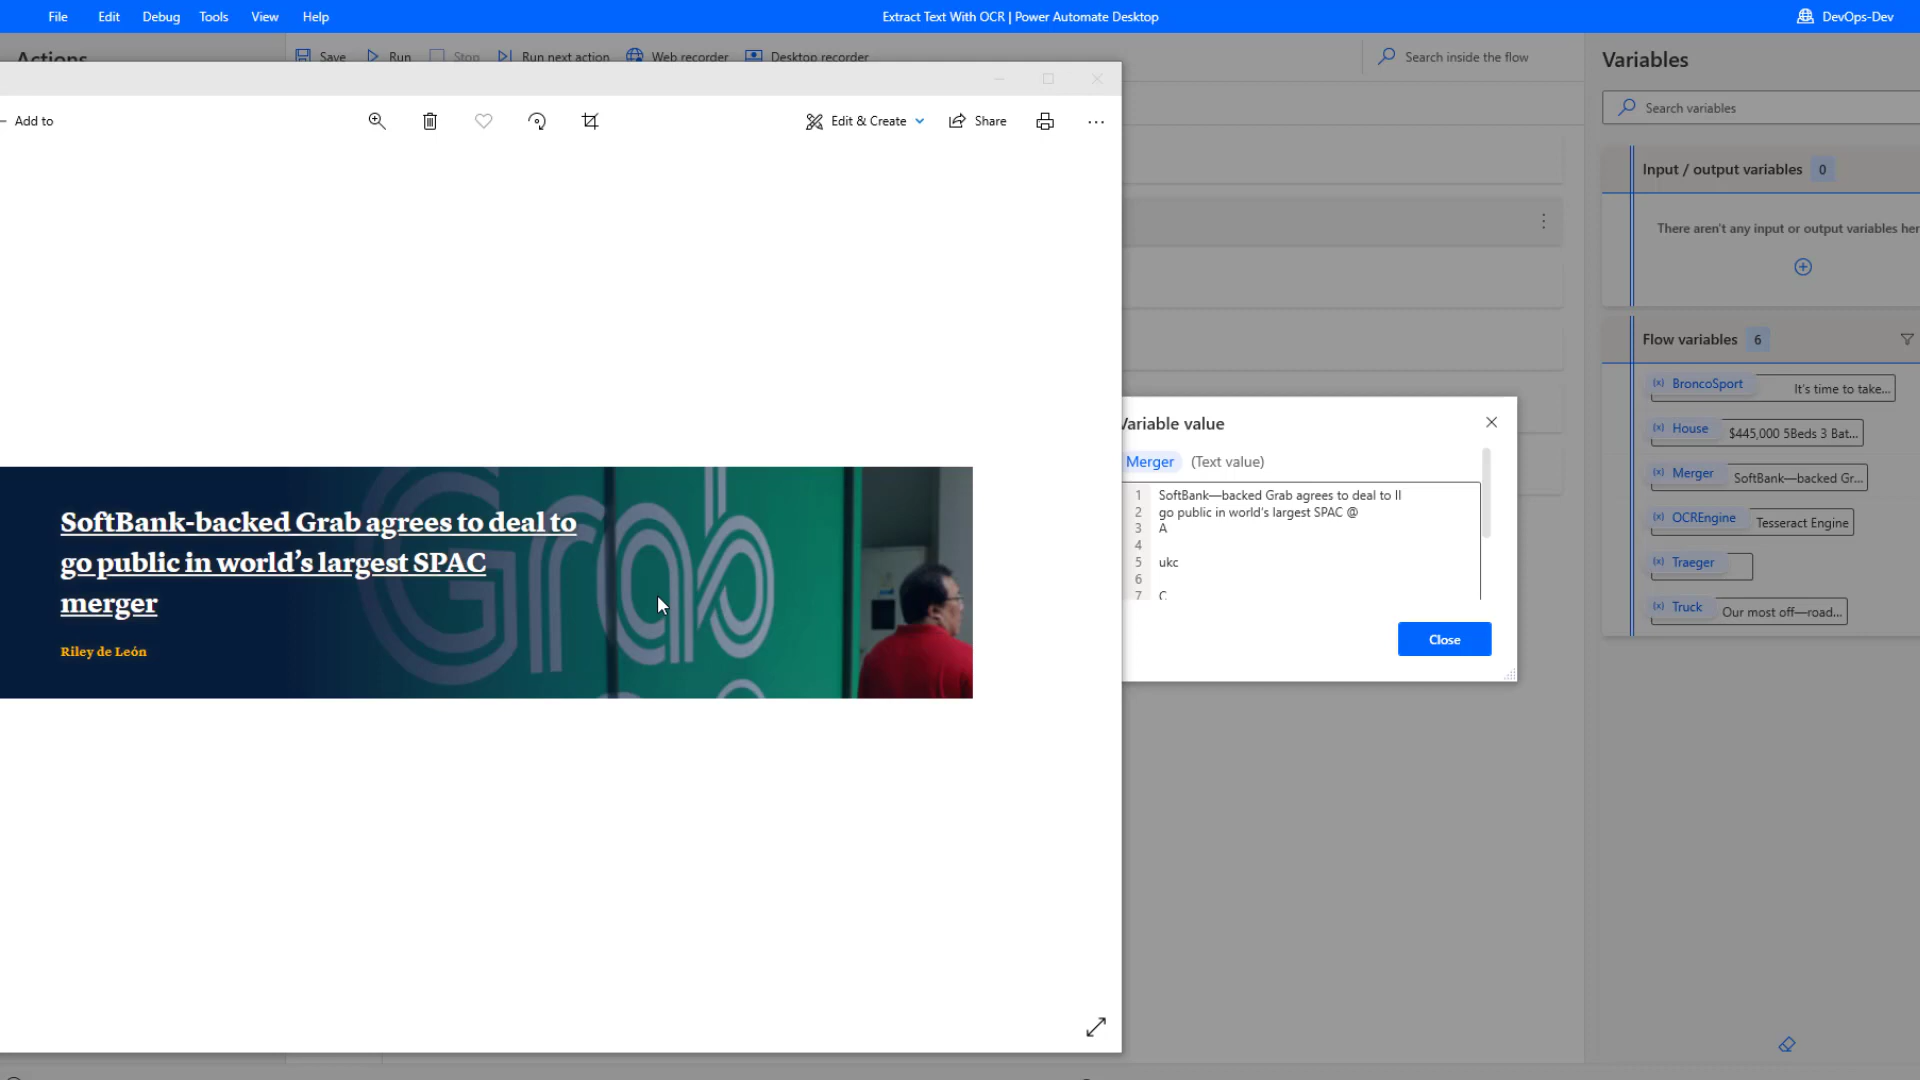 File Edit Debug Tools View Help Extract Text With OCR | Power Automate Desktop DevOps-Dev
Actions Save Run Stop Run next action Web recorder Desktop recorder Search inside the flow Variables
Search variables
Add to Edit & Create Share
Input / output variables 0
There aren't any input or output variables her
Flow variables 6
BroncoSport It's time to take...
House $445,000 5Beds 3 Bat...
Merger SoftBank—backed Gr...
OCREngine Tesseract Engine
Traeger
Truck Our most off—road...
Variable value
Merger (Text value)
1 SoftBank—backed Grab agrees to deal to II
2 go public in world's largest SPAC @
3 A
4
5 ukc
6
7 C
Close
SoftBank-backed Grab agrees to deal to
go public in world’s largest SPAC
merger
Riley de León
Grab